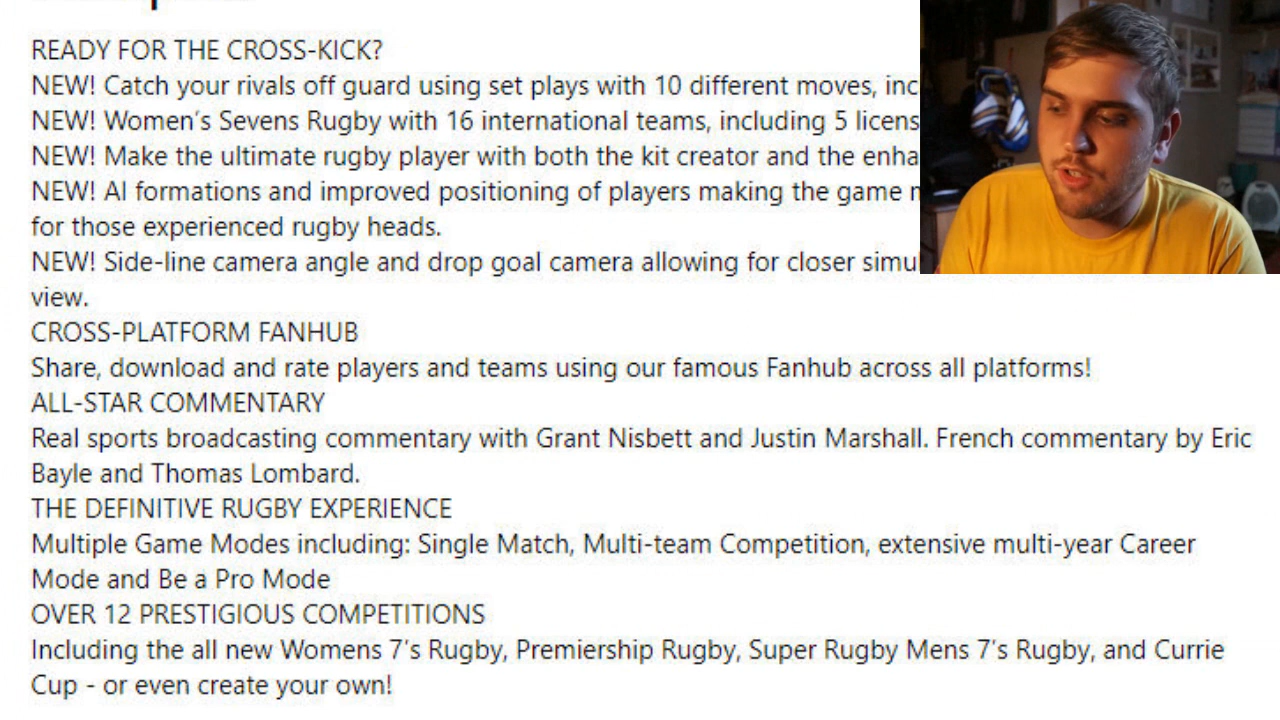 READY FOR THE CROSS-KICK?
NEW! Catch your rivals off guard using set plays with 10 different moves, inc
NEW! Women's Sevens Rugby with 16 international teams, including 5 licens
NEW! Make the ultimate rugby player with both the kit creator and the enha
NEW! AI formations and improved positioning of players making the game
for those experienced rugby heads.
NEW! Side-line camera angle and drop goal camera allowing for closer simul
view.
CROSS-PLATFORM FANHUB
Share, download and rate players and teams using our famous Fanhub across all platforms!
ALL-STAR COMMENTARY
Real sports broadcasting commentary with Grant Nisbett and Justin Marshall. French commentary by Eric
Bayle and Thomas Lombard.
THE DEFINITIVE RUGBY EXPERIENCE
Multiple Game Modes including: Single Match, Multi-team Competition, extensive multi-year Career
Mode and Be a Pro Mode
OVER 12 PRESTIGIOUS COMPETITIONS
Including the all new Womens 7's Rugby, Premiership Rugby, Super Rugby Mens 7's Rugby, and Currie
Cup - or even create your own!